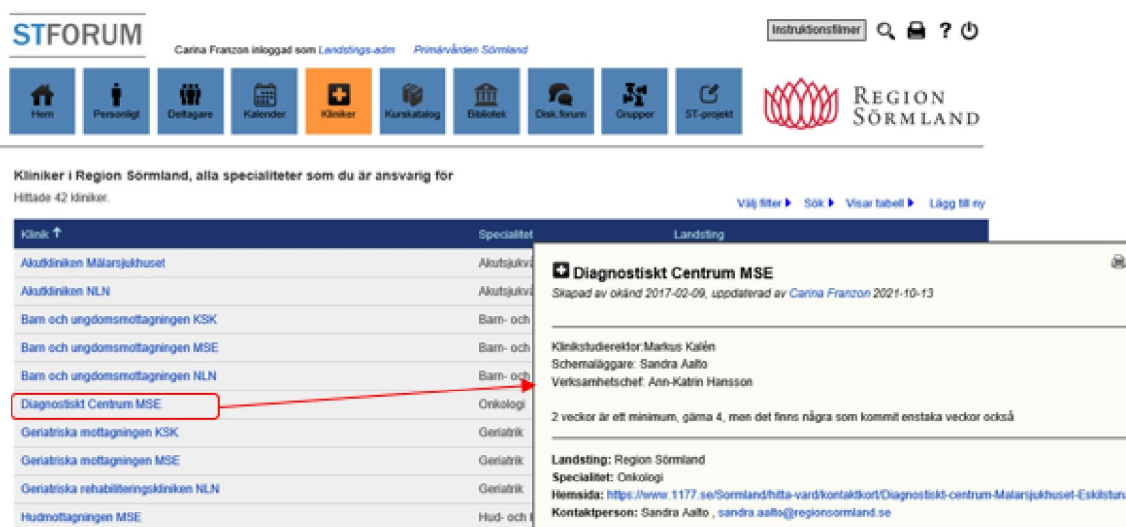 STFORUM
Carina Franzon inloggad som Landstings-adm Primärvården Sörmland
Instruktionsfilmer ?
Hem Personligt Deltagare Kalender Kliniker Kurskatalog Bibliotek Disk.forum Grupper ST-projekt
REGION
SÖRMLAND
Kliniker i Region Sörmland, alla specialiteter som du är ansvarig för
Hittade 42 kliniker.
Välj filter Sök Visar tabell Lägg till ny
Klinik ↑ Specialitet Landsting
Akutkliniken Mälarsjukhuset Akutsjukvå
Akutkliniken NLN Akutsjukvå
Barn och ungdomsmottagningen KSK Barn- och
Barn och ungdomsmottagningen MSE Barn- och
Barn och ungdomsmottagningen NLN Barn- och
Diagnostiskt Centrum MSE Onkologi
Geriatriska mottagningen KSK Geriatrik
Geriatriska mottagningen MSE Geriatrik
Geriatriska rehabiliteringskliniken NLN Geriatrik
Hudmottagningen MSE Hud- och
Diagnostiskt Centrum MSE
Skapad av okänd 2017-02-09, uppdaterad av Carina Franzon 2021-10-13
Klinikstudierektor:Markus Kalén
Schemaläggare: Sandra Aalto
Verksamhetschef: Ann-Katrin Hansson
2 veckor är ett minimum, gärna 4, men det finns några som kommit enstaka veckor också
Landsting: Region Sörmland
Specialitet: Onkologi
Hemsida: https://www.1177.se/Sormland/hitta-vard/kontaktkort/Diagnostiskt-centrum-Malarsjukhuset-Eskilstuna
Kontaktperson: Sandra Aalto , sandra.aalto@regionsormland.se